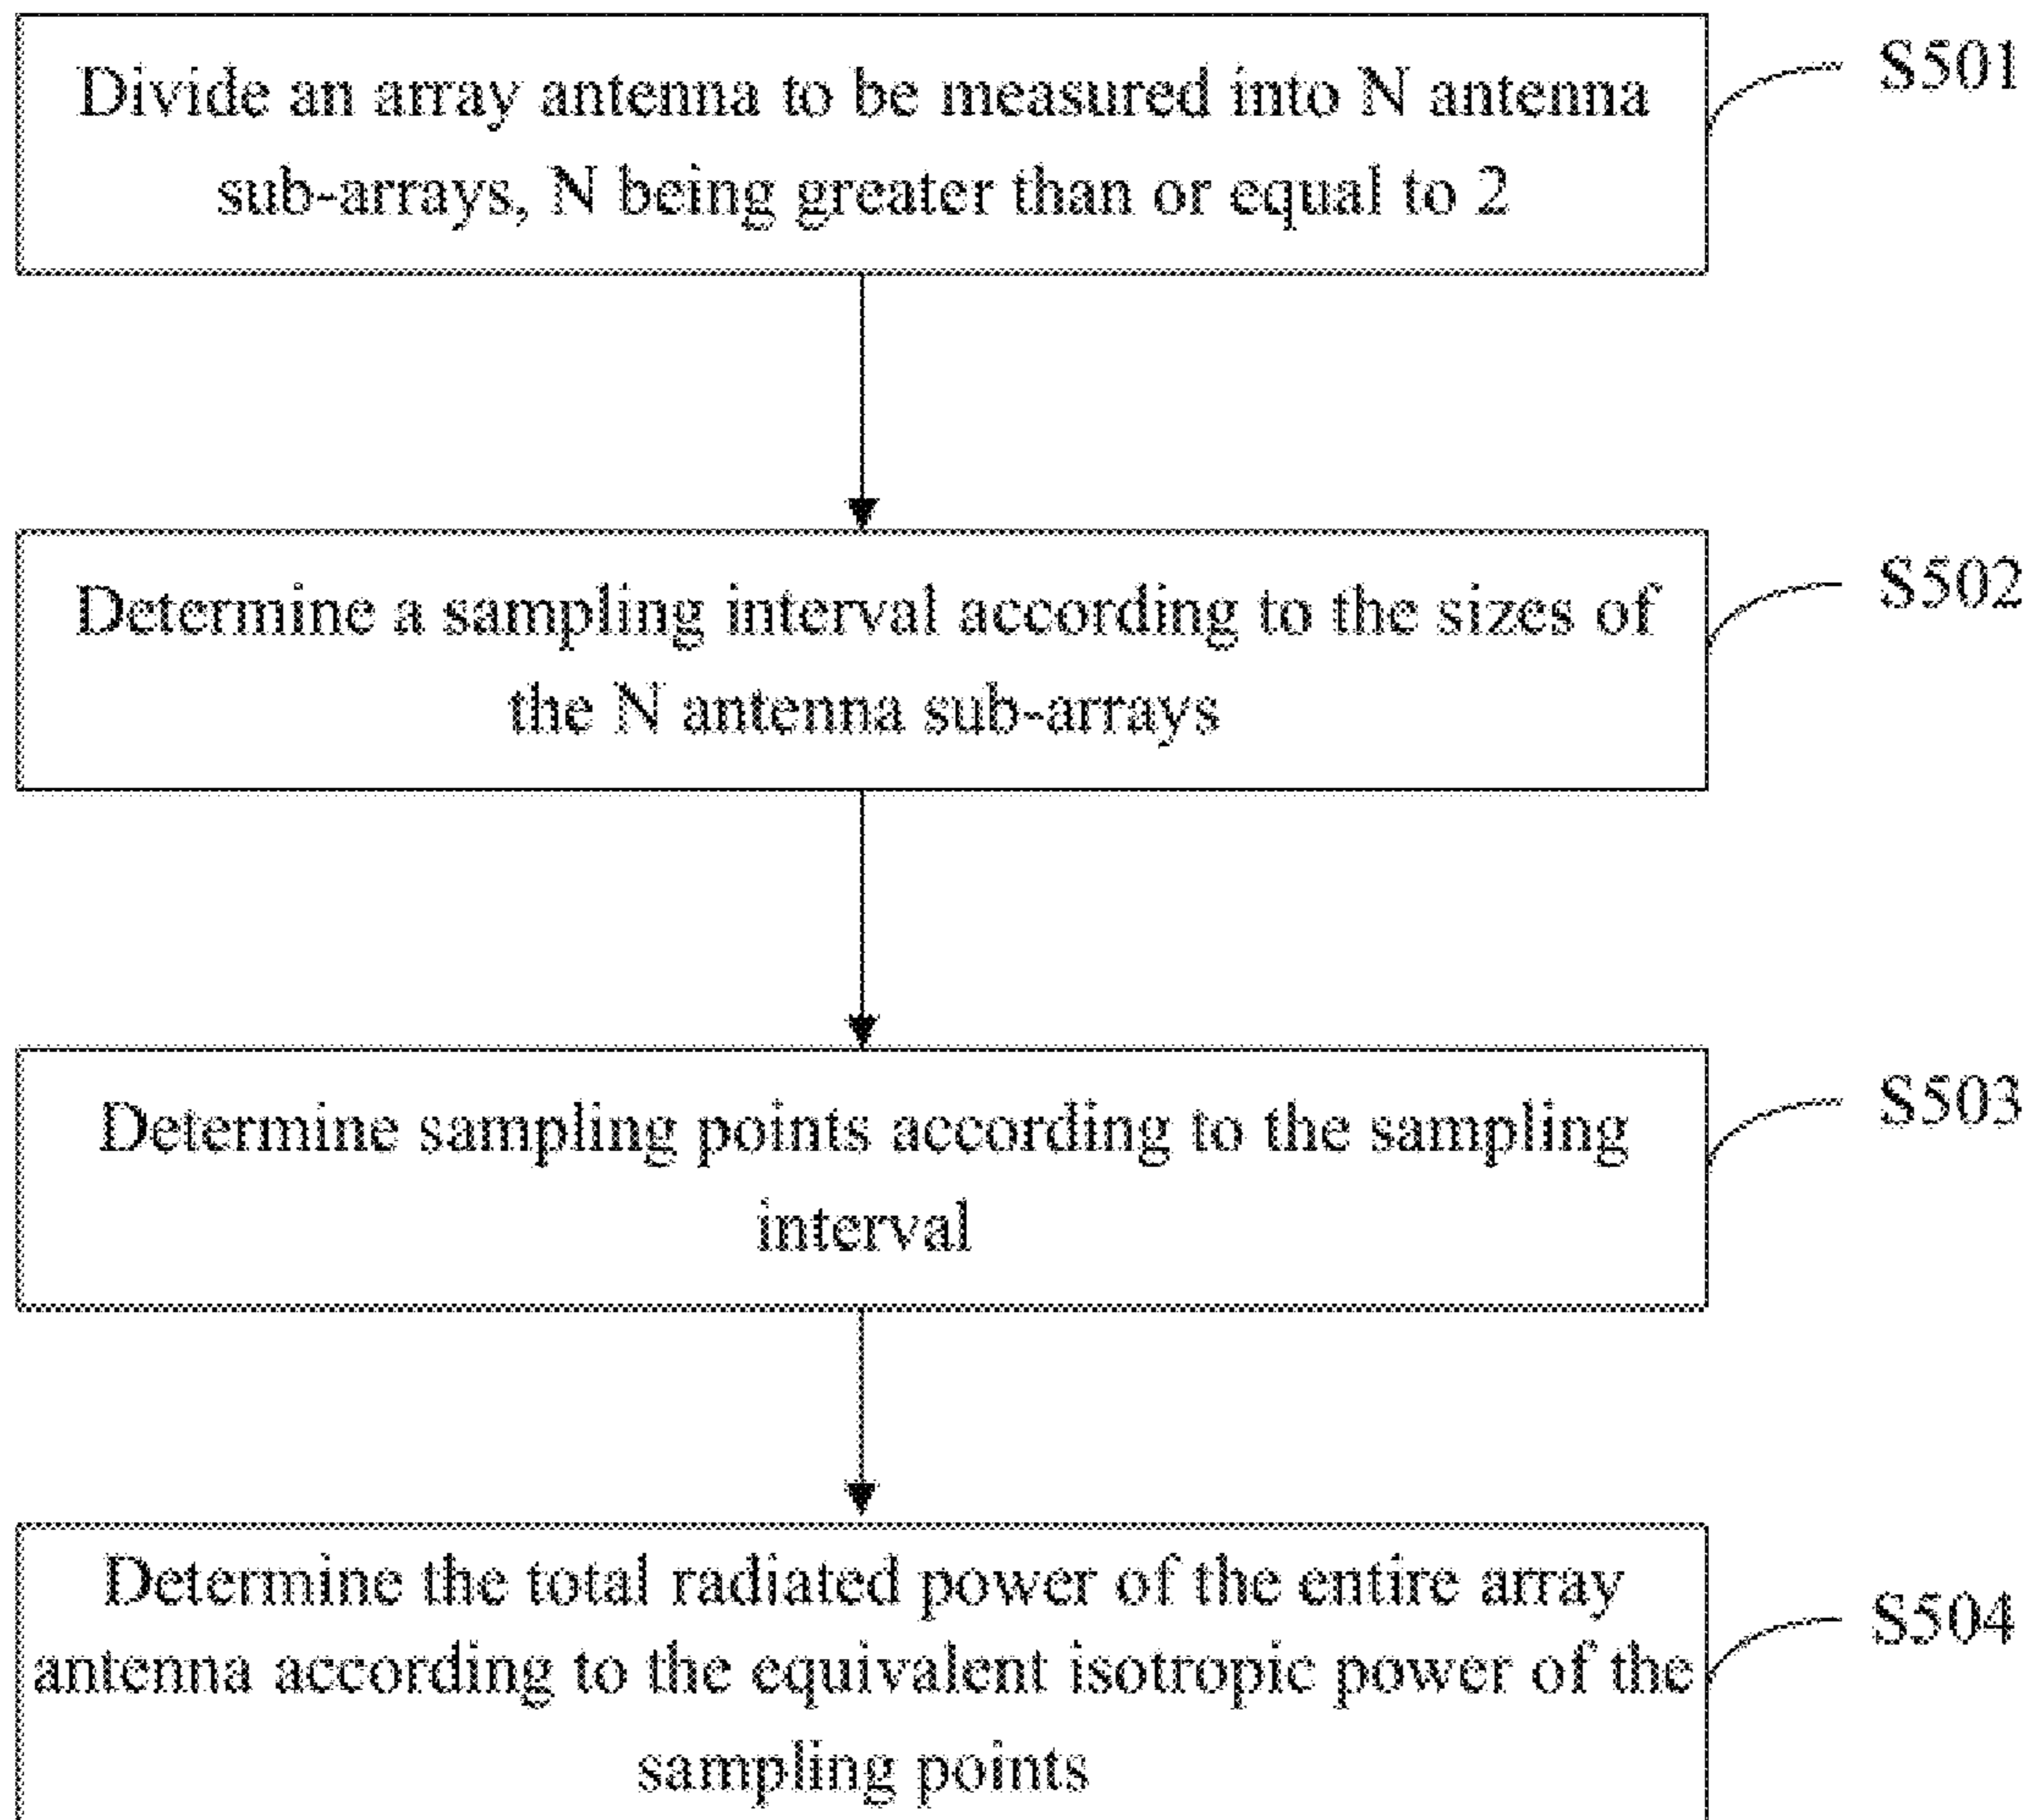 Divide an array antenna to be measured into N antenna
sub-arrays, N being greater than or equal to 2
S501
Determine a sampling interval according to the sizes of
the N antenna sub-arrays
S502
Determine sampling points according to the sampling
interval
S503
Determine the total radiated power of the entire array
antenna according to the equivalent isotropic power of the
sampling points
S504